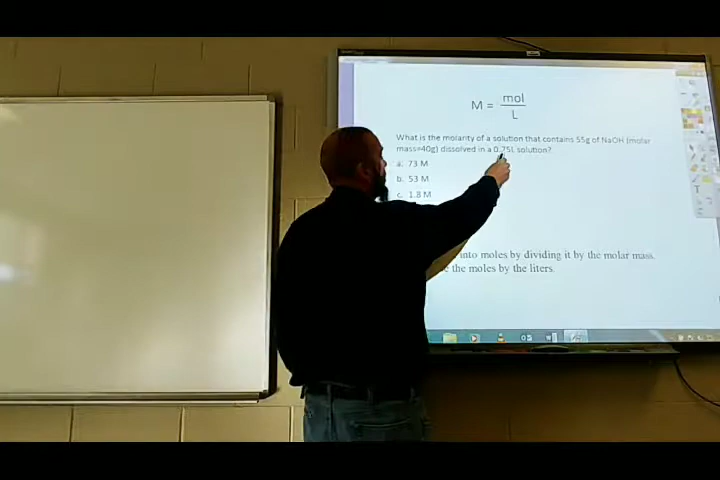 M = mol
L
What is the molarity of a solution that contains 55g of NaOH (molar
mass=40g) dissolved in a 0.75L solution?
a. 73 M
b. 53 M
c. 1.8 M
into moles by dividing it by the molar mass.
the moles by the liters.